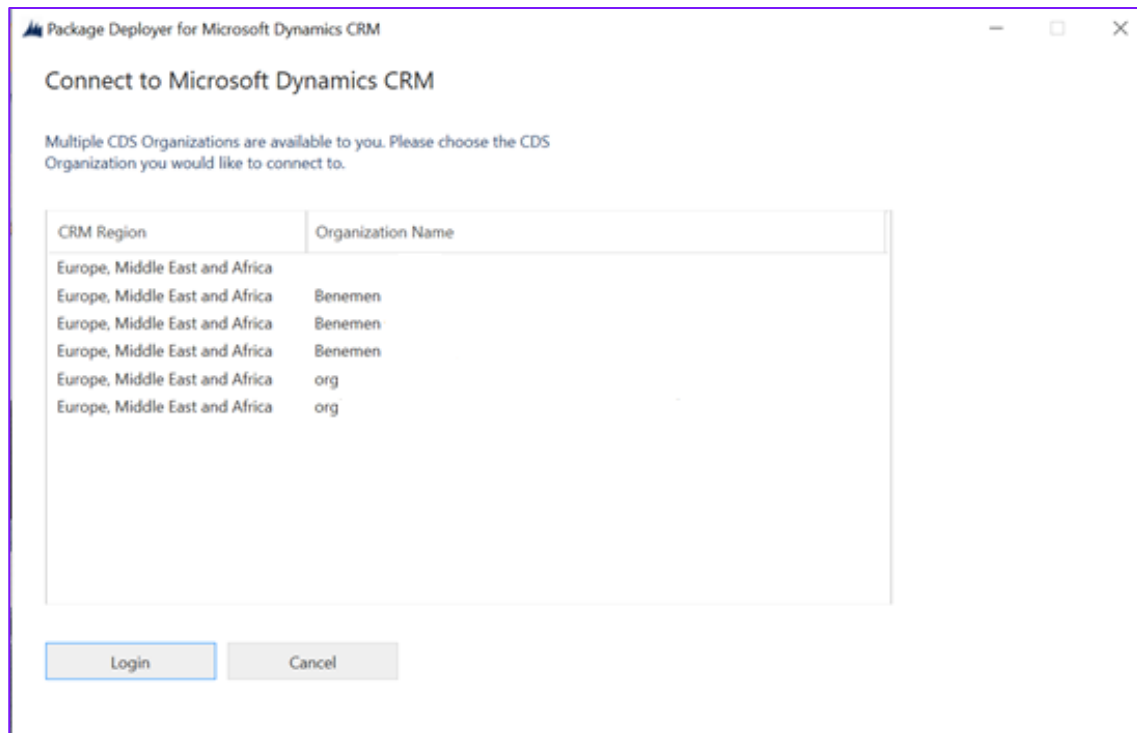 Package Deployer for Microsoft Dynamics CRM
Connect to Microsoft Dynamics CRM
Multiple CDS Organizations are available to you. Please choose the CDS
Organization you would like to connect to.
CRM Region Organization Name
Europe, Middle East and Africa
Europe, Middle East and Africa Benemen
Europe, Middle East and Africa Benemen
Europe, Middle East and Africa Benemen
Europe, Middle East and Africa org
Europe, Middle East and Africa org
Login Cancel